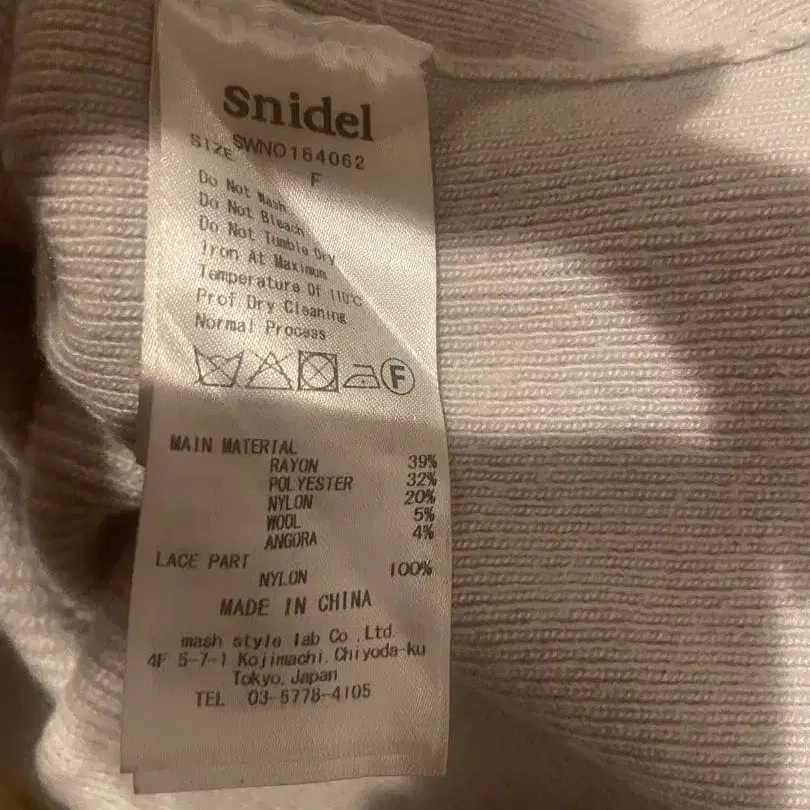 snidel
SWNO164062
SIZE F
Do Not Wash
Do Not Bleach
Do Not Tumble Dry
Iron At Maximum
Temperature Of 110°C
Prof Dry Cleaning
Normal Process
F
MAIN MATERIAL
RAYON 39%
POLYESTER 32%
NYLON 20%
WOOL 5%
ANGORA 4%
LACE PART
NYLON 100%
MADE IN CHINA
mash style lab Co.,Ltd.
4F 5-7-1 Kojimachi, Chiyoda-ku
Tokyo, Japan
TEL 03-5778-4105